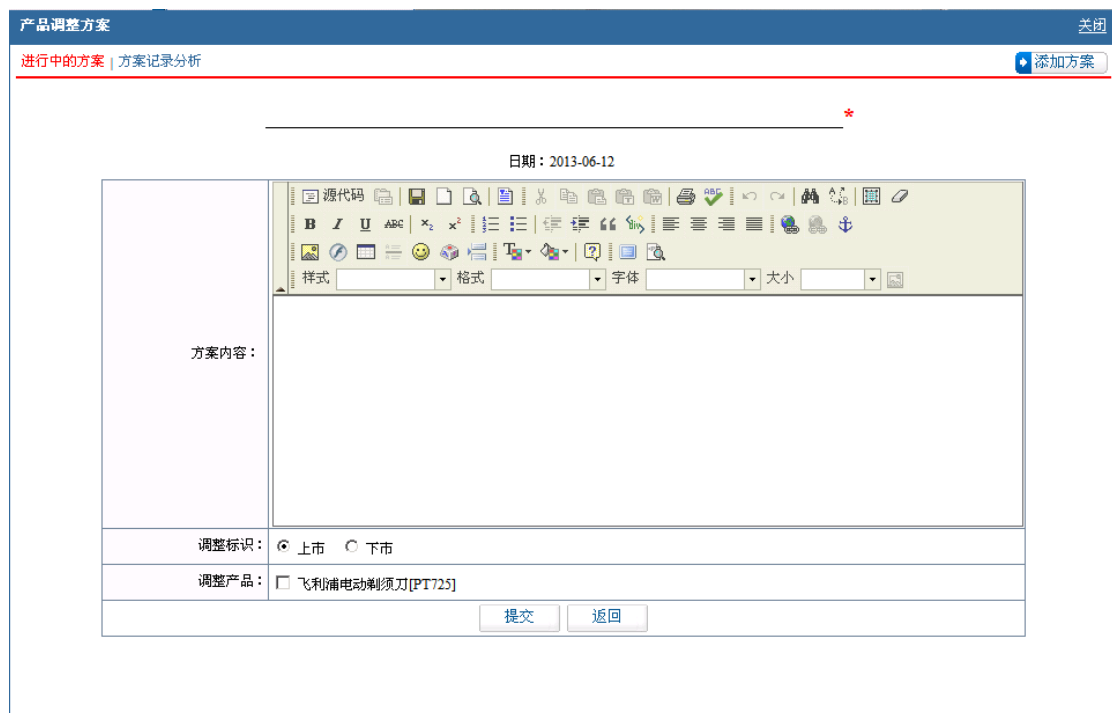 产品调整方案 关闭
进行中的方案 | 方案记录分析 添加方案
*
日期：2013-06-12
源代码
B I U ABC ×₂ ×²
样式 格式 字体 大小
方案内容：
调整标识： 上市 下市
调整产品： 飞利浦电动剃须刀[PT725]
提交 返回